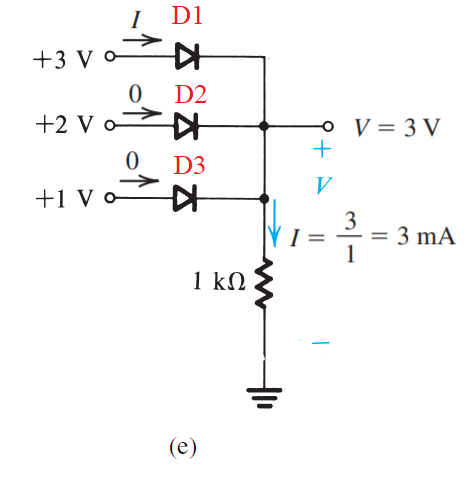 I D1
+3 V
0 D2
+2 V V = 3 V
+
0 D3
V
+1 V
I = 3/1 = 3 mA
1 kΩ
−
(e)